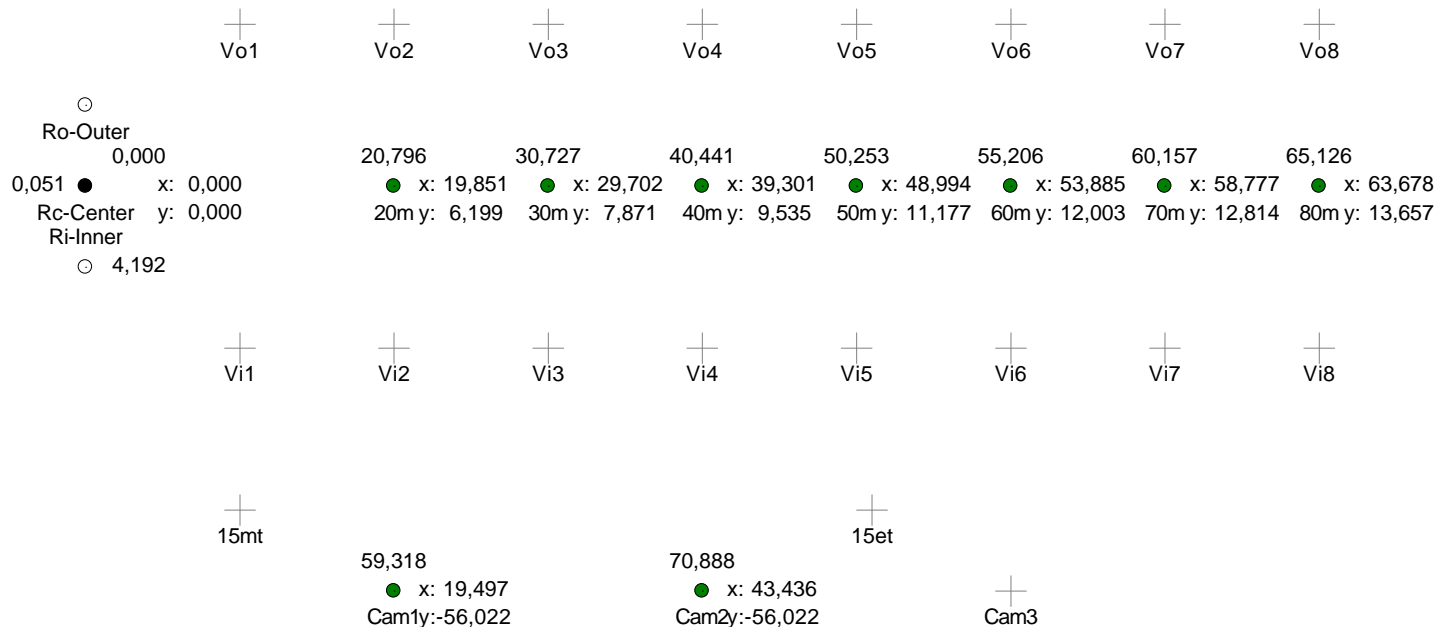 Vo1 Vo2 Vo3 Vo4 Vo5 Vo6 Vo7 Vo8
Ro-Outer
0,000 20,796 30,727 40,441 50,253 55,206 60,157 65,126
0,051 x: 0,000 x: 19,851 x: 29,702 x: 39,301 x: 48,994 x: 53,885 x: 58,777 x: 63,678
Rc-Center y: 0,000 20m y: 6,199 30m y: 7,871 40m y: 9,535 50m y: 11,177 60m y: 12,003 70m y: 12,814 80m y: 13,657
Ri-Inner
4,192
Vi1 Vi2 Vi3 Vi4 Vi5 Vi6 Vi7 Vi8
15mt 15et
59,318 70,888
x: 19,497 x: 43,436
Cam1y:-56,022 Cam2y:-56,022 Cam3